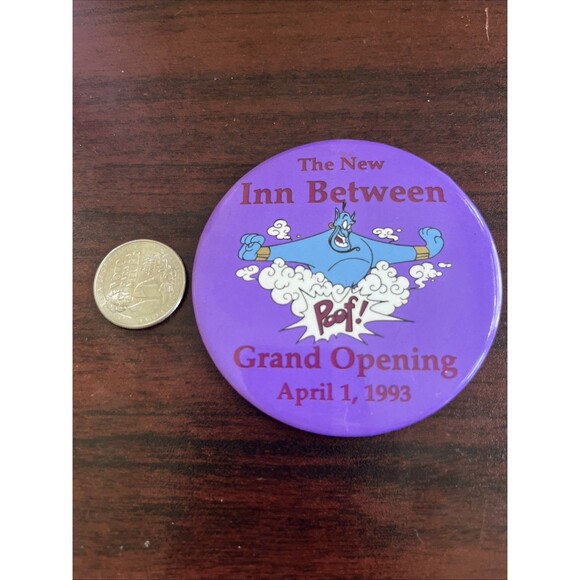 The New
Inn Between
Poof!
Grand Opening
April 1, 1993